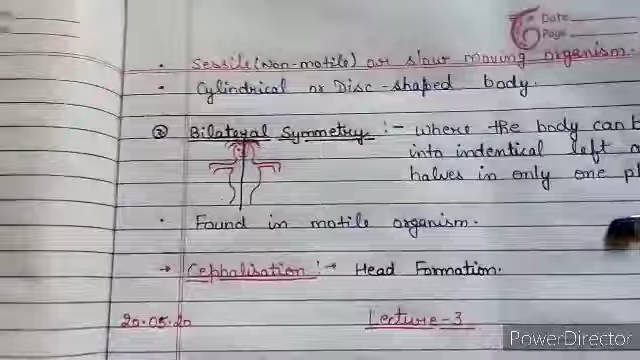 Date
Page
• Sessile (non-motile) or slow moving organism.
• Cylindrical or Disc-shaped body.
② Bilateral Symmetry :- where the body can
into indentical left
halves in only one
• Found in motile organism.
→ Cephalisation :→ Head Formation.
20.05.20 Lecture-3
PowerDirector